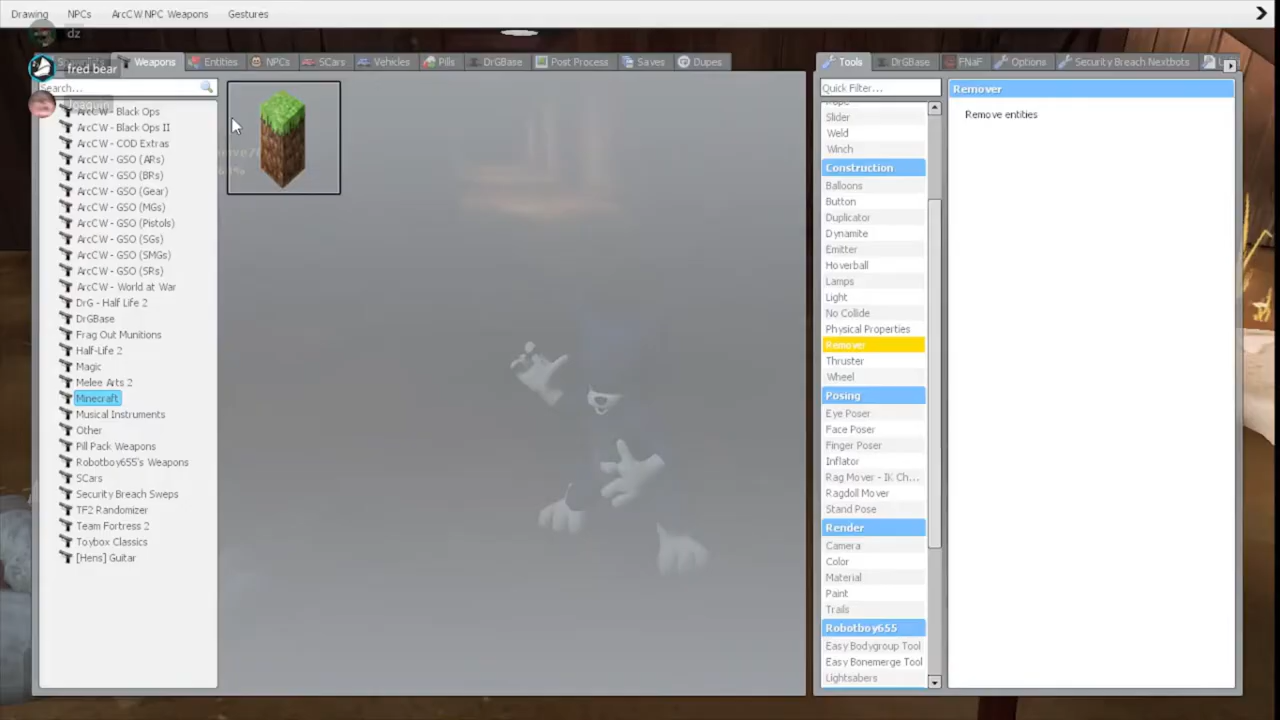 Drawing NPCs ArcCW NPC Weapons Gestures
dz
fred bear
Weapons Entities NPCs SCars Vehicles Pills DrGBase Post Process Saves Dupes
Search...
ArcCW - Black Ops
ArcCW - Black Ops II
ArcCW - COD Extras
ArcCW - GSO (ARs)
ArcCW - GSO (BRs)
ArcCW - GSO (Gear)
ArcCW - GSO (MGs)
ArcCW - GSO (Pistols)
ArcCW - GSO (SGs)
ArcCW - GSO (SMGs)
ArcCW - GSO (SRs)
ArcCW - World at War
DrG - Half Life 2
DrGBase
Frag Out Munitions
Half-Life 2
Magic
Melee Arts 2
Minecraft
Musical Instruments
Other
Pill Pack Weapons
Robotboy655's Weapons
SCars
Security Breach Sweps
TF2 Randomizer
Team Fortress 2
Toybox Classics
[Hens] Guitar
Tools DrGBase FNaF Options Security Breach Nextbots
Quick Filter...
Rope
Slider
Weld
Winch
Construction
Balloons
Button
Duplicator
Dynamite
Emitter
Hoverball
Lamps
Light
No Collide
Physical Properties
Remover
Thruster
Wheel
Posing
Eye Poser
Face Poser
Finger Poser
Inflator
Rag Mover - IK Ch...
Ragdoll Mover
Stand Pose
Render
Camera
Color
Material
Paint
Trails
Robotboy655
Easy Bodygroup Tool
Easy Bonemerge Tool
Lightsabers
Remover
Remove entities